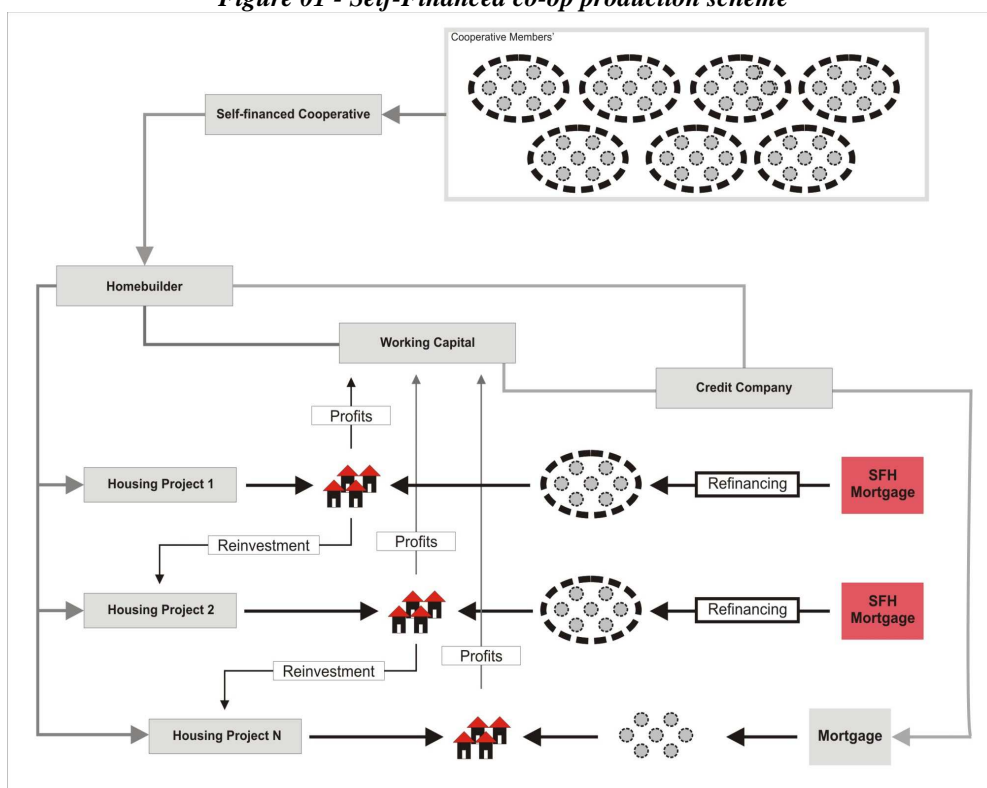 Figure 01 - Self-Financed co-op production scheme
Cooperative Members'
Self-financed Cooperative
Homebuilder
Working Capital
Credit Company
Profits
Housing Project 1
Refinancing
SFH
Mortgage
Reinvestment
Profits
Housing Project 2
Refinancing
SFH
Mortgage
Reinvestment
Profits
Housing Project N
Mortgage